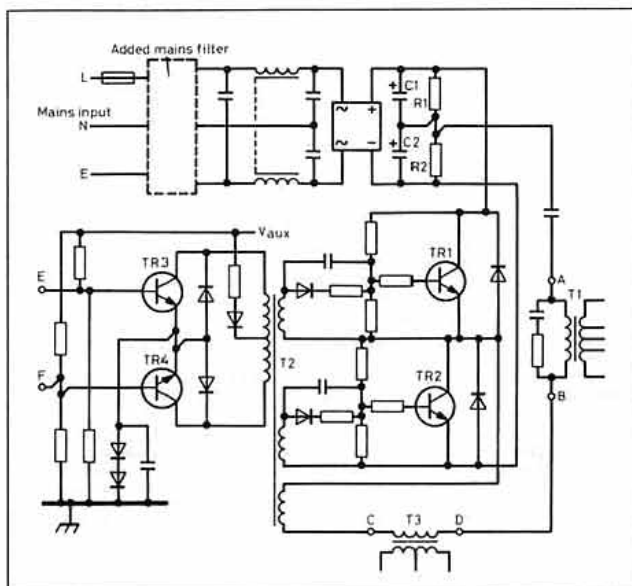 Added mains filter
L
Mains input
N
E
C1
+
R1
C2
+
R2
~
+
~
−
Vaux
E
TR3
TR1
A
T1
F
TR4
T2
TR2
B
C
T3
D